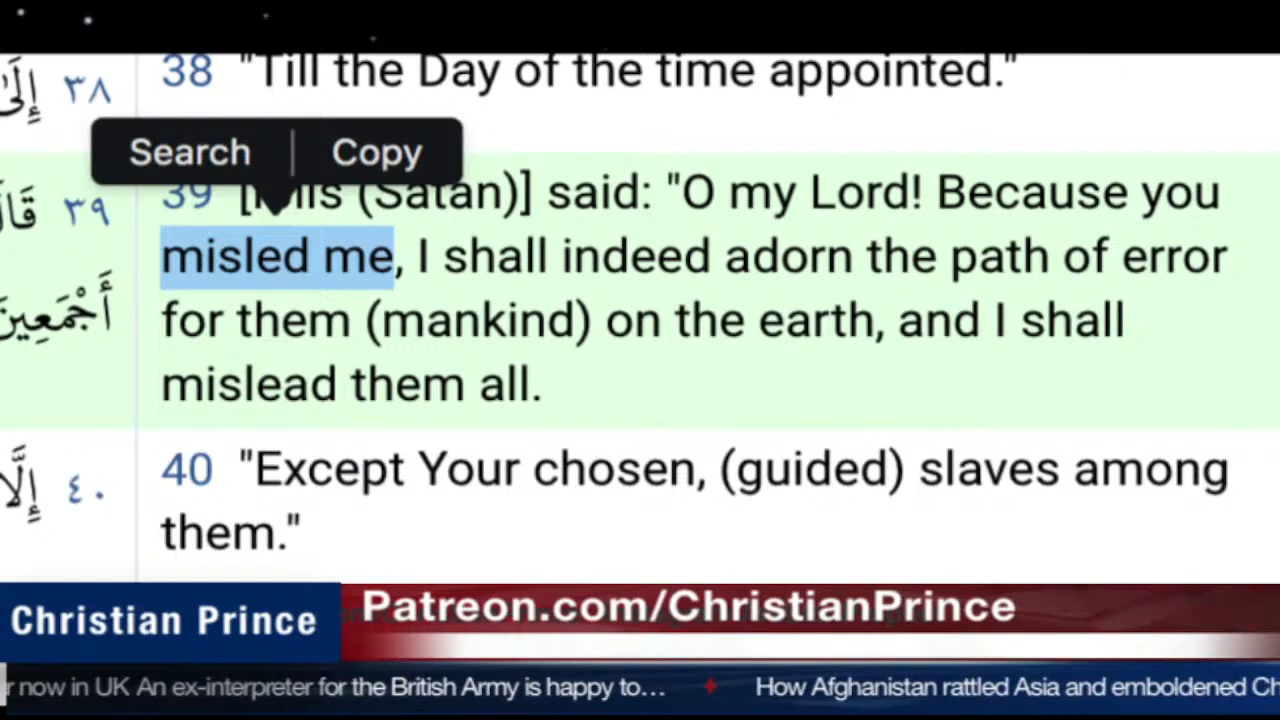 إِلَىٰ ٣٨ 38 "Till the Day of the time appointed."
Search | Copy
٣٩ 39 (Satan)] said: "O my Lord! Because you
misled me, I shall indeed adorn the path of error
أَجْمَعِينَ for them (mankind) on the earth, and I shall
mislead them all.
إِلَّا ٤٠ 40 "Except Your chosen, (guided) slaves among
them."
Christian Prince Patreon.com/ChristianPrince
r now in UK An ex-interpreter for the British Army is happy to… How Afghanistan rattled Asia and emboldened Ch